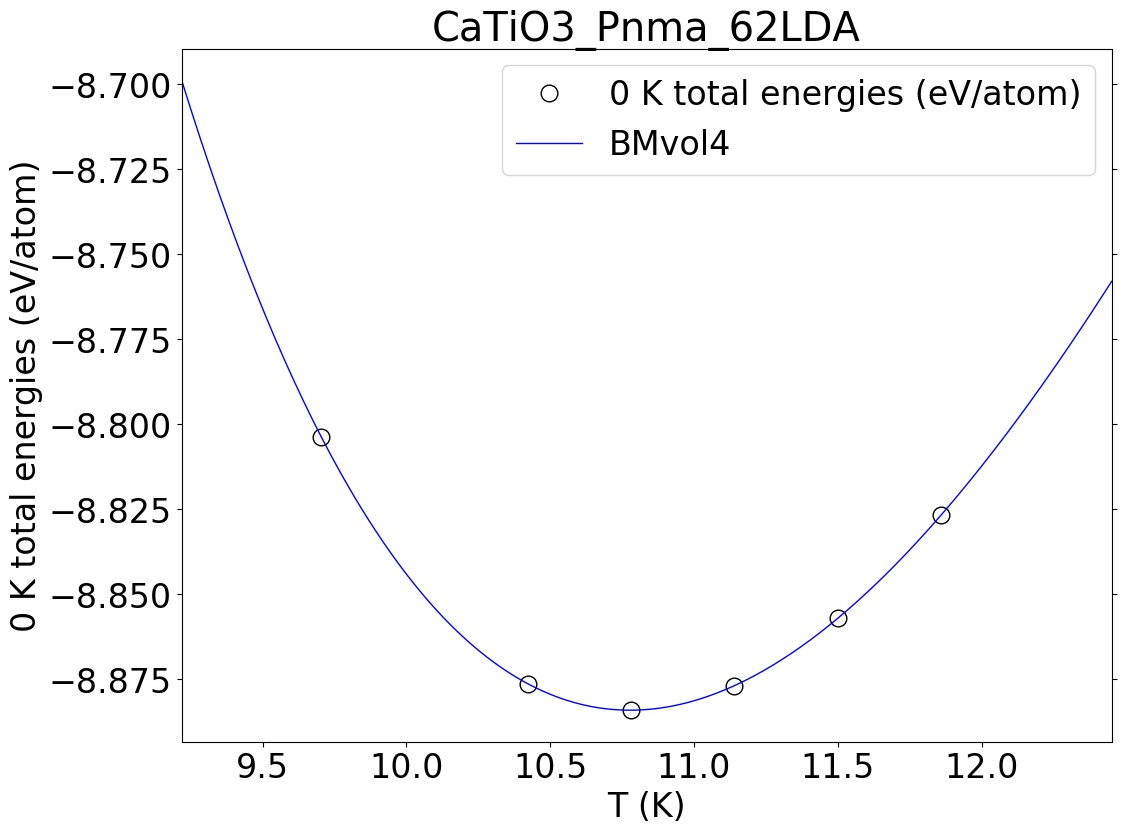 CaTiO3_Pnma_62LDA
0 K total energies (eV/atom)
BMvol4
0 K total energies (eV/atom)
−8.700
−8.725
−8.750
−8.775
−8.800
−8.825
−8.850
−8.875
9.5 10.0 10.5 11.0 11.5 12.0
T (K)